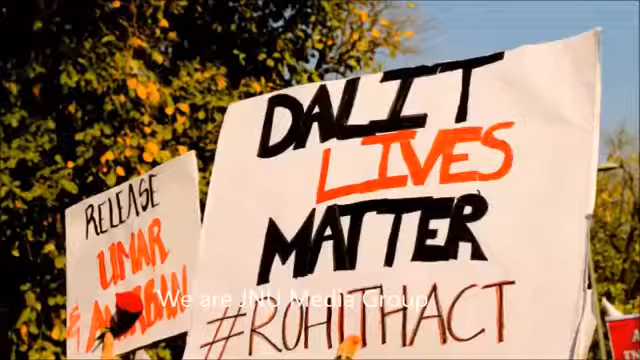 RELEASE
UMAR
&
DALIT
LIVES
MATTER
#ROHITHACT
We are JNU Media Group